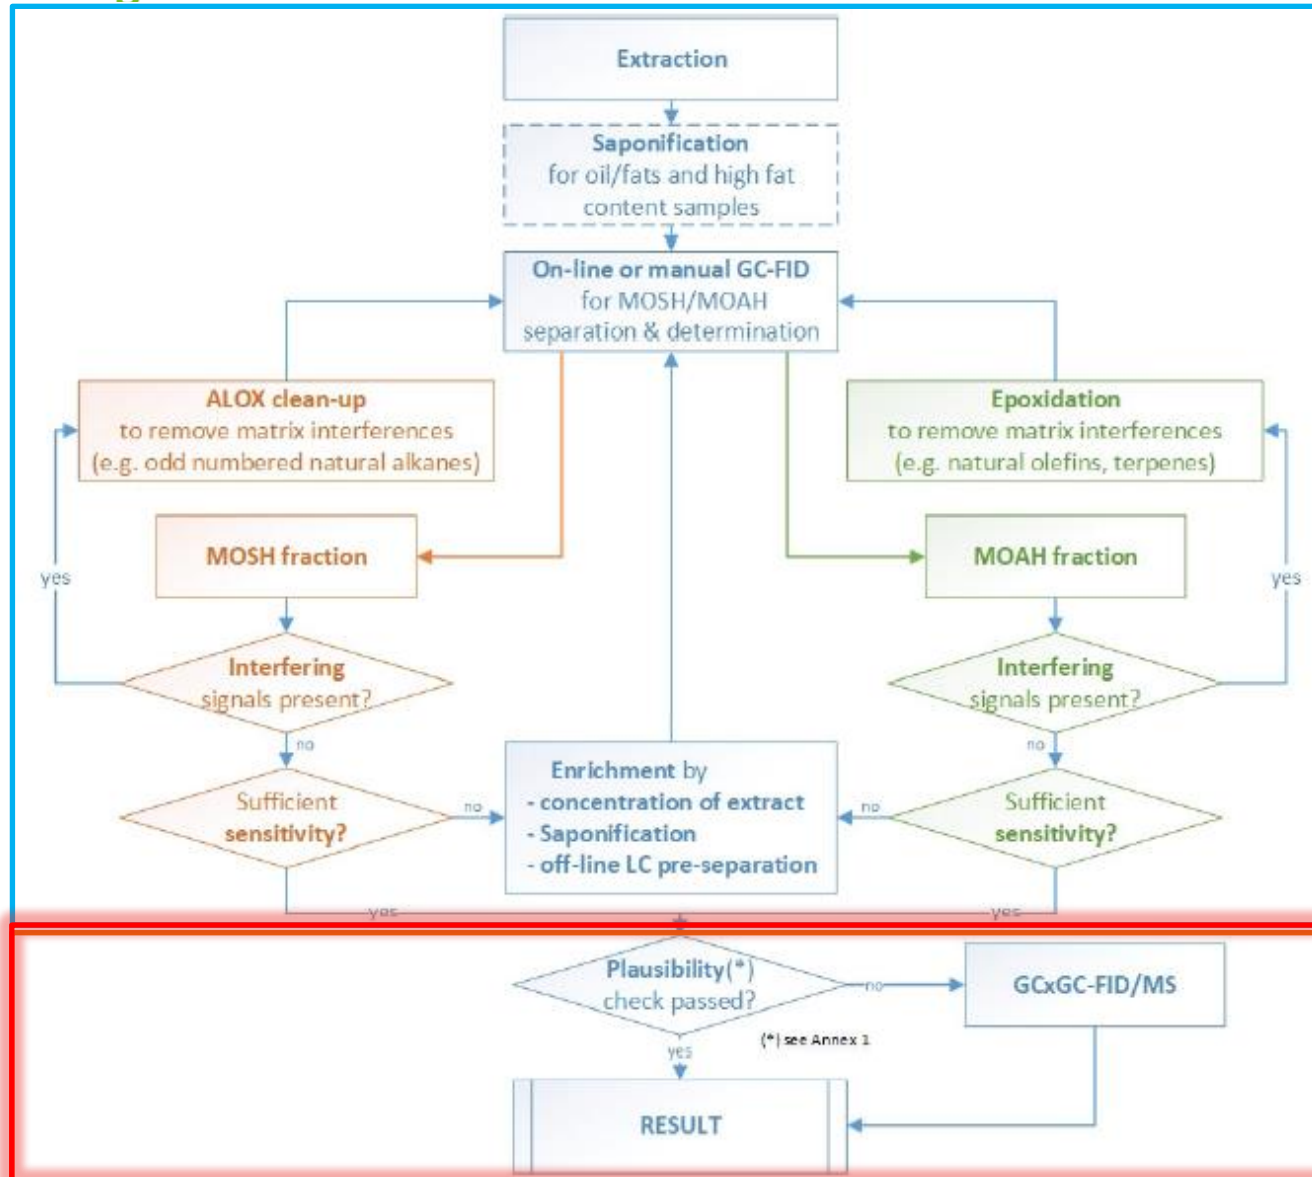 Extraction
Saponification
for oil/fats and high fat
content samples
On-line or manual GC-FID
for MOSH/MOAH
separation & determination
ALOX clean-up
to remove matrix interferences
(e.g. odd numbered natural alkanes)
Epoxidation
to remove matrix interferences
(e.g. natural olefins, terpenes)
MOSH fraction
MOAH fraction
yes
yes
Interfering
signals present?
Interfering
signals present?
no
no
Sufficient
sensitivity?
no
Enrichment by
- concentration of extract
- Saponification
- off-line LC pre-separation
no
Sufficient
sensitivity?
yes
yes
Plausibility(*)
check passed?
no
GCxGC-FID/MS
(*) see Annex 1
yes
RESULT